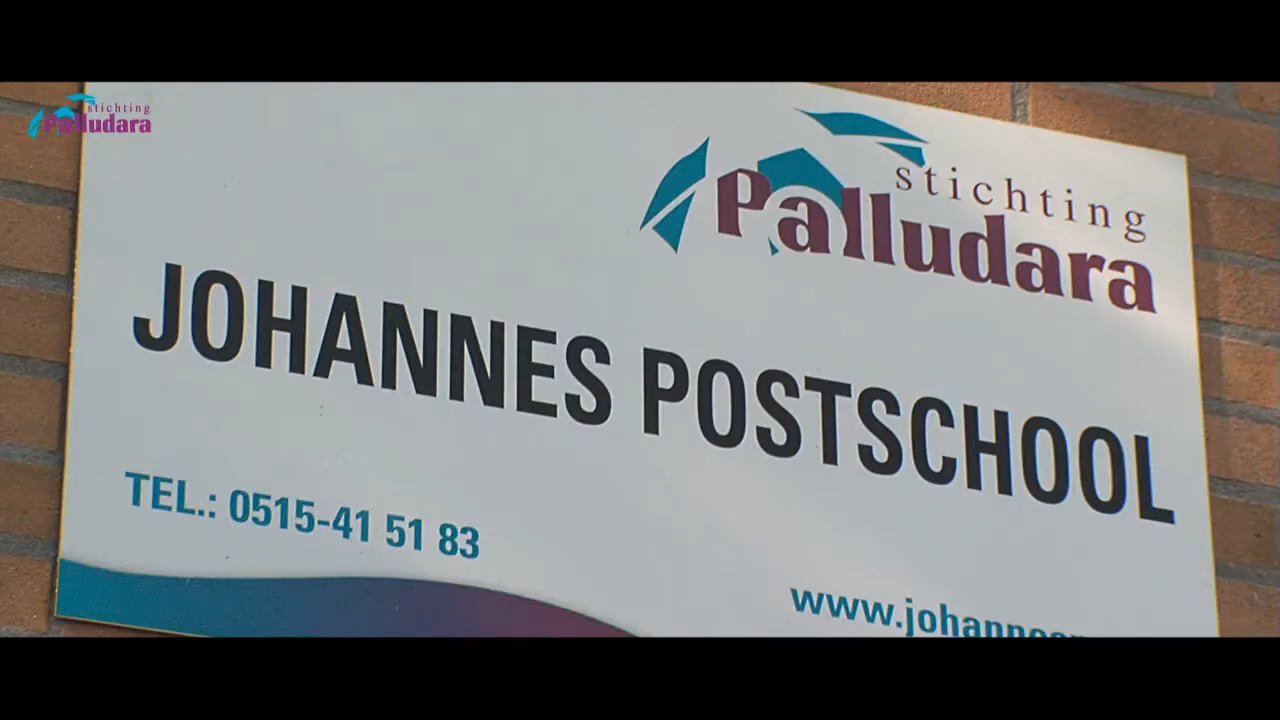 stichting
Palludara
stichting
Palludara
JOHANNES POSTSCHOOL
TEL.: 0515-41 51 83